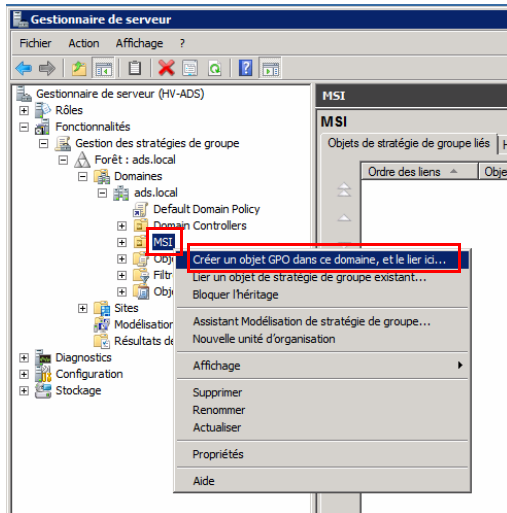 Gestionnaire de serveur
Fichier Action Affichage ?
Gestionnaire de serveur (HV-ADS)
Rôles
Fonctionnalités
Gestion des stratégies de groupe
Forêt : ads.local
Domaines
ads.local
Default Domain Policy
Domain Controllers
MSI
Obj
Filtr
Obj
Sites
Modélisation
Résultats de
Diagnostics
Configuration
Stockage
MSI
MSI
Objets de stratégie de groupe liés H
Ordre des liens Obje
Créer un objet GPO dans ce domaine, et le lier ici...
Lier un objet de stratégie de groupe existant...
Bloquer l'héritage
Assistant Modélisation de stratégie de groupe...
Nouvelle unité d'organisation
Affichage
Supprimer
Renommer
Actualiser
Propriétés
Aide